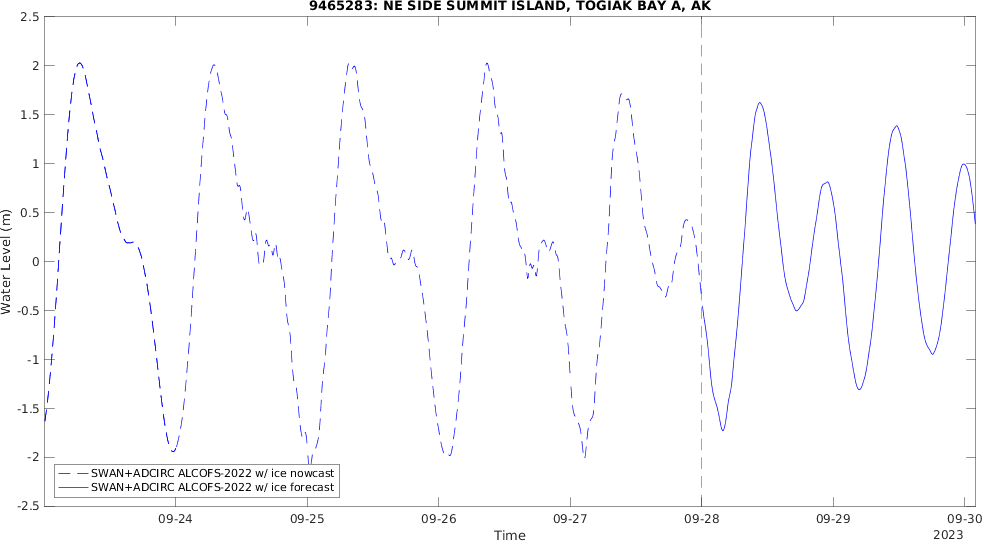 9465283: NE SIDE SUMMIT ISLAND, TOGIAK BAY A, AK
2.5
2
1.5
1
0.5
0
-0.5
-1
-1.5
-2
-2.5
Water Level (m)
SWAN+ADCIRC ALCOFS-2022 w/ ice nowcast
SWAN+ADCIRC ALCOFS-2022 w/ ice forecast
09-24 09-25 09-26 09-27 09-28 09-29 09-30
Time
2023